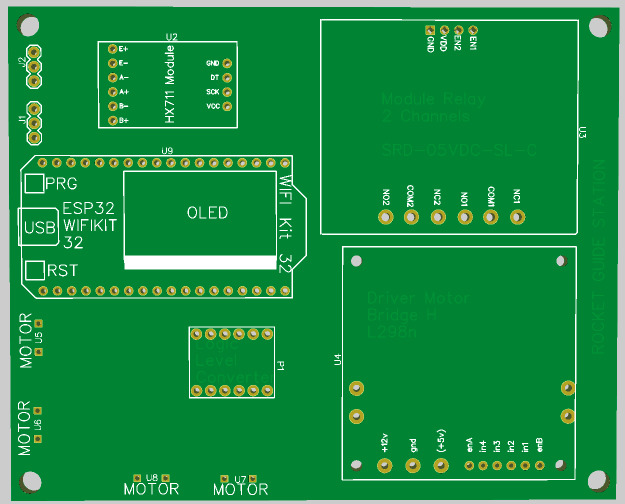 U2
E+
E-
A-
A+
B-
B+
HX711 Module
GND
DT
SCK
VCC
J2
J1
GND
VDD
EN2
EN1
Module Relay
2 Channels
SRD-05VDC-SL-C
U3
NO2
COM2
NC2
NO1
COM1
NC1
U9
PRG
USB
ESP32
WIFIKIT
32
RST
OLED
WIFI Kit 32
ROCKET GUIDE STATION
Driver Motor
Bridge H
L298n
U4
+12v
gnd
(+5v)
enA
in4
in3
in2
in1
enB
MOTOR
U5
Level
Converter
P1
MOTOR
U6
U8
MOTOR
U7
MOTOR